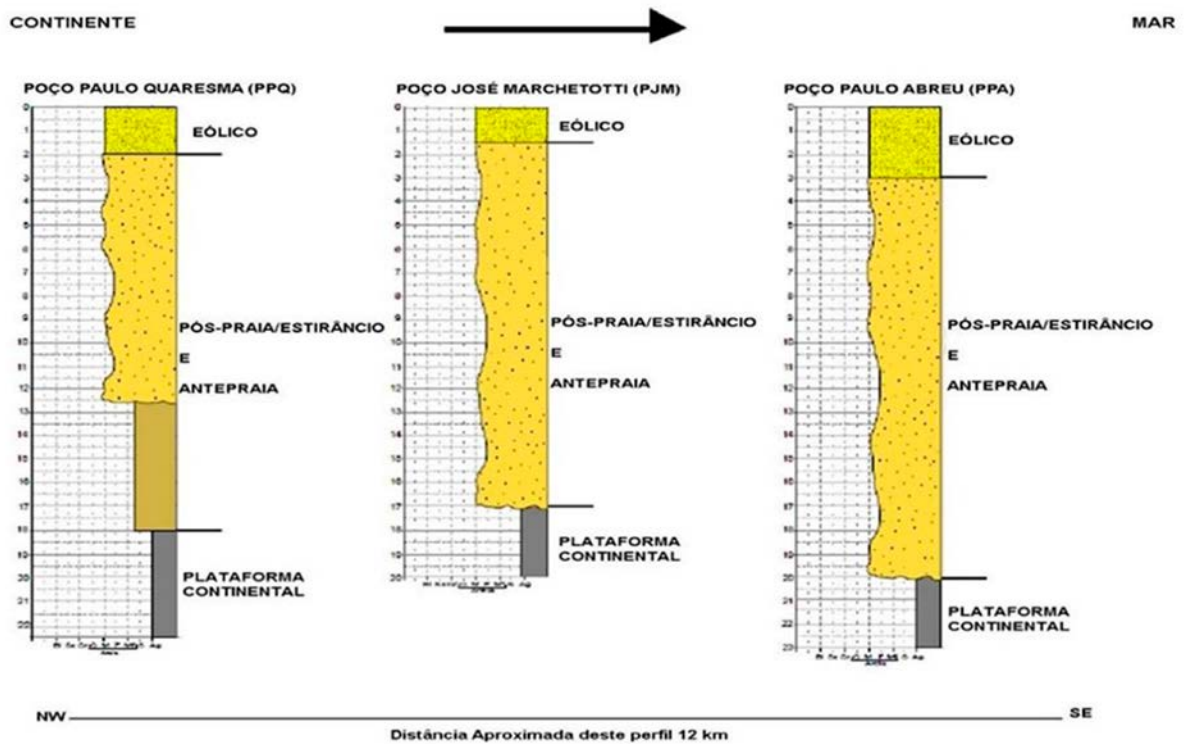 CONTINENTE
MAR
POÇO PAULO QUARESMA (PPQ)
POÇO JOSÉ MARCHETOTTI (PJM)
POÇO PAULO ABREU (PPA)
EÓLICO
EÓLICO
EÓLICO
PÓS-PRAIA/ESTIRÂNCIO
E
ANTEPRAIA
PÓS-PRAIA/ESTIRÂNCIO
E
ANTEPRAIA
PÓS-PRAIA/ESTIRÂNCIO
E
ANTEPRAIA
PLATAFORMA
CONTINENTAL
PLATAFORMA
CONTINENTAL
PLATAFORMA
CONTINENTAL
NW
SE
Distância Aproximada deste perfil 12 km